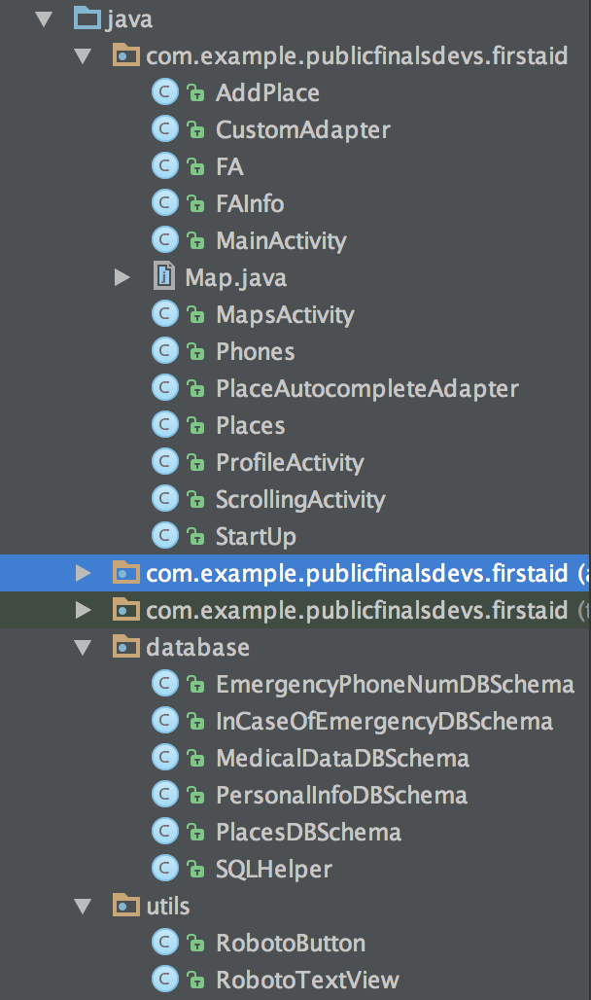 java
com.example.publicfinalsdevs.firstaid
AddPlace
CustomAdapter
FA
FAInfo
MainActivity
Map.java
MapsActivity
Phones
PlaceAutocompleteAdapter
Places
ProfileActivity
ScrollingActivity
StartUp
com.example.publicfinalsdevs.firstaid (a
com.example.publicfinalsdevs.firstaid (t
database
EmergencyPhoneNumDBSchema
InCaseOfEmergencyDBSchema
MedicalDataDBSchema
PersonalInfoDBSchema
PlacesDBSchema
SQLHelper
utils
RobotoButton
RobotoTextView